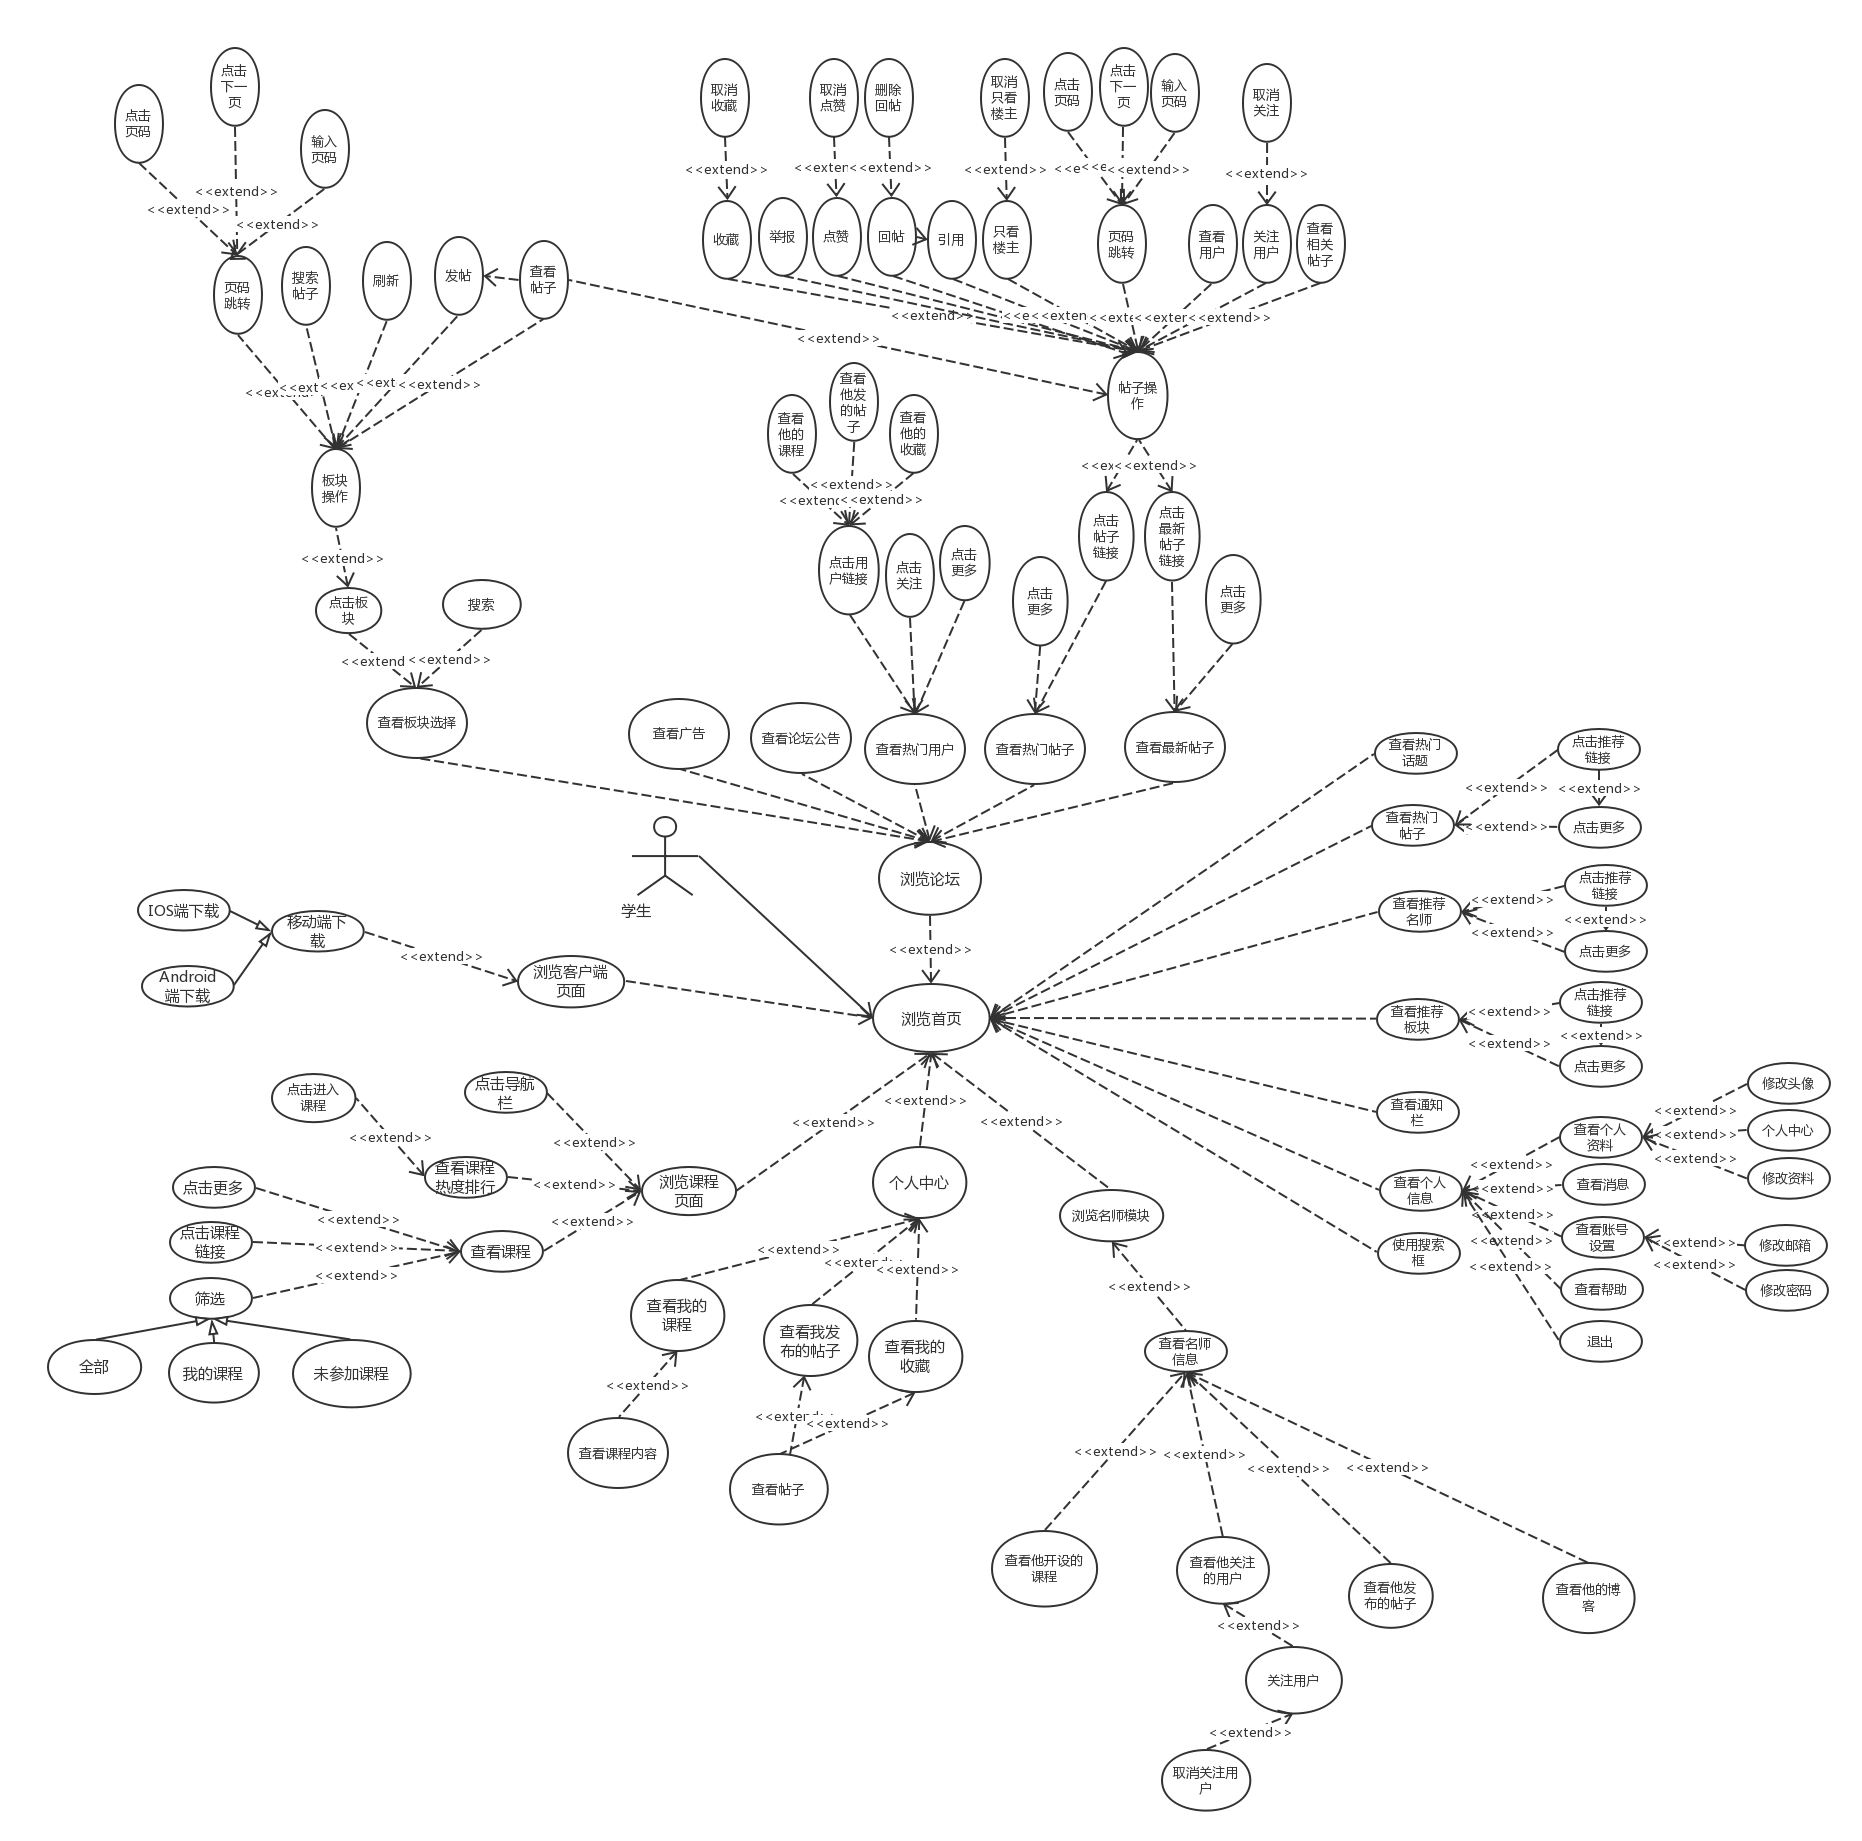 点击
下一
页
点击
页码
输入
页码
<<extend>>
<<extend>>
<<extend>>
页码
跳转
搜索
帖子
刷新
发帖
查看
帖子
<<extend>>
<<ext
<<ex
<<ext
<<extend>>
板块
操作
<<extend>>
点击板
块
搜索
<<extend
<<extend>>
查看板块选择
取消
收藏
取消
点赞
删除
回帖
取消
只看
楼主
点击
页码
点击
下一
页
输入
页码
取消
关注
<<extend>>
<<exten
<<extend>>
<<extend>>
<<e
<<e
<<extend>>
<<extend>>
收藏
举报
点赞
回帖
引用
只看
楼主
页码
跳转
查看
用户
关注
用户
查看
相关
帖子
<<extend>>
<<e
<<exten
<<exte
<<exter
<<extend>>
<<extend>>
帖子操
作
查看
他的
课程
查看
他发
的帖
子
查看
他的
收藏
<<extend>>
<<extend
<<extend>>
<<ex
<<extend>>
点击用
户链接
点击
关注
点击
更多
点击
更多
点击
帖子
链接
点击
最新
帖子
链接
点击
更多
查看广告
查看论坛公告
查看热门用户
查看热门帖子
查看最新帖子
浏览论坛
<<extend>>
学生
浏览首页
IOS端下载
Android
端下载
移动端下
载
<<extend>>
浏览客户端
页面
查看热门
话题
查看热门
帖子
点击推荐
链接
<<extend>>
<<extend>>
<<extend>>
点击更多
查看推荐
名师
点击推荐
链接
<<extend>>
<<extend>>
<<extend>>
点击更多
查看推荐
板块
点击推荐
链接
<<extend>>
<<extend>>
<<extend>>
点击更多
查看通知
栏
查看个人
信息
使用搜索
框
查看个人
资料
查看消息
查看账号
设置
查看帮助
退出
<<extend>>
<<extend>>
<<extend>>
<<extend>>
<<extend>>
修改头像
个人中心
修改资料
<<extend>>
<<extend>>
<<extend>>
修改邮箱
修改密码
<<extend>>
<<extend>>
点击进入
课程
点击导航
栏
<<extend>>
<<extend>>
查看课程
热度排行
<<extend>>
浏览课程
页面
<<extend>>
<<extend>>
点击更多
点击课程
链接
筛选
<<extend>>
<<extend>>
<<extend>>
查看课程
全部
我的课程
未参加课程
<<extend>>
个人中心
<<extend>>
<<extend>>
<<extend>>
查看我的
课程
查看我发
布的帖子
查看我的
收藏
<<extend>>
<<extend>>
<<extend>>
查看课程内容
查看帖子
<<extend>>
浏览名师模块
<<extend>>
查看名师
信息
<<extend>>
<<extend>>
<<extend>>
<<extend>>
查看他开设的
课程
查看他关注
的用户
查看他发
布的帖子
查看他的博
客
<<extend>>
关注用户
<<extend>>
取消关注用
户